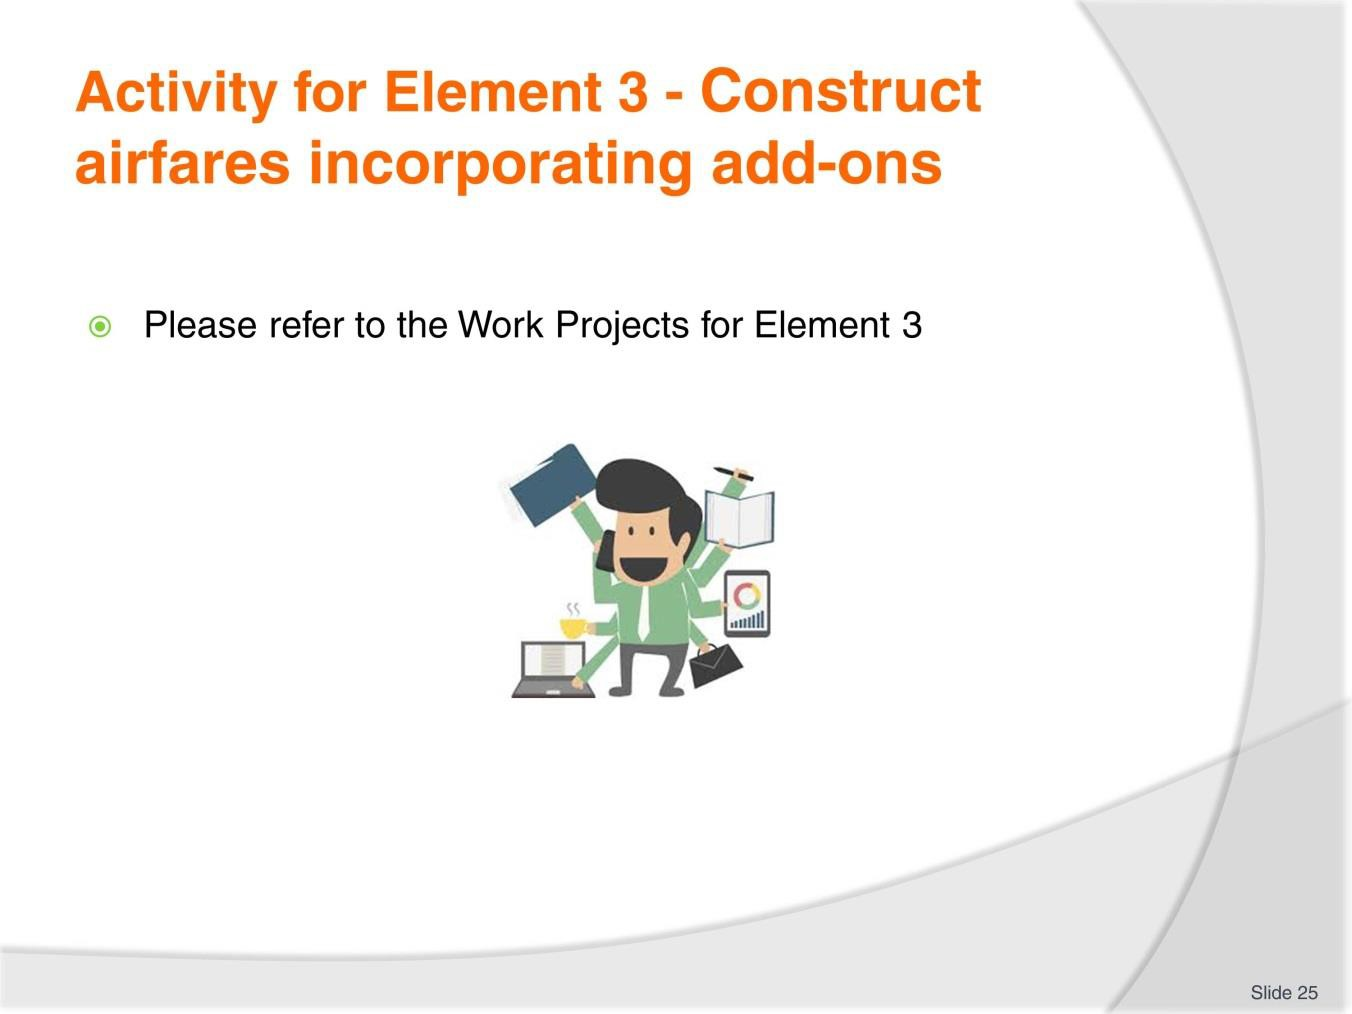 Activity for Element 3 - Construct
airfares incorporating add-ons
Please refer to the Work Projects for Element 3
Slide 25